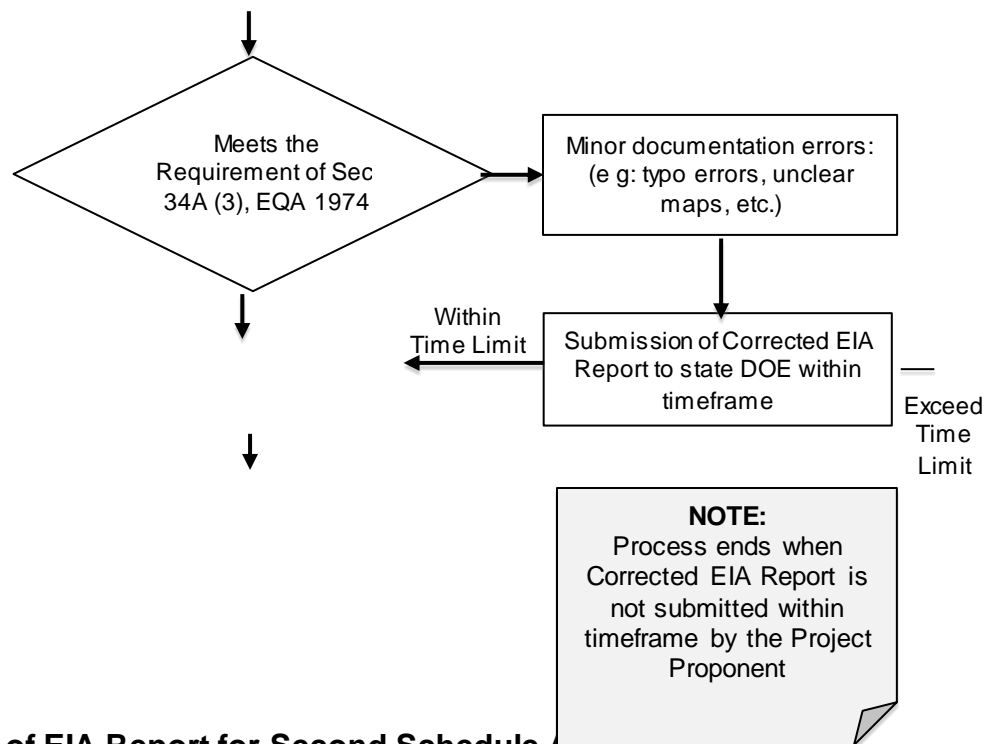 Meets the
Requirement of Sec
34A (3), EQA 1974
Minor documentation errors:
(e g: typo errors, unclear
maps, etc.)
Within
Time Limit
Submission of Corrected EIA
Report to state DOE within
timeframe
Exceed
Time
Limit
NOTE:
Process ends when
Corrected EIA Report is
not submitted within
timeframe by the Project
Proponent
of EIA Report for Second Schedule